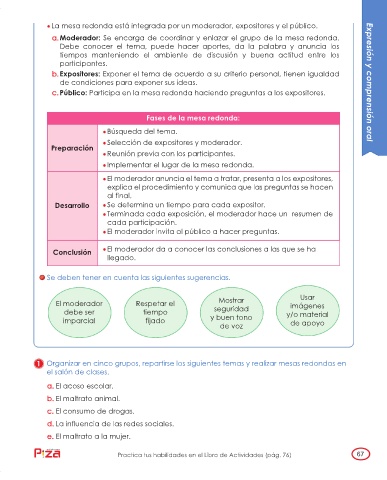 • La mesa redonda está integrada por un moderador, expositores y el público.
a. Moderador: Se encarga de coordinar y enlazar el grupo de la mesa redonda.
Debe conocer el tema, puede hacer aportes, da la palabra y anuncia los
tiempos manteniendo el ambiente de discusión y buena actitud entre los
participantes.
b. Expositores: Exponer el tema de acuerdo a su criterio personal, tienen igualdad
de condiciones para exponer sus ideas.
c. Público: Participa en la mesa redonda haciendo preguntas a los expositores.
Expresión y comprensión oral
Fases de la mesa redonda:
Preparación
• Búsqueda del tema.
• Selección de expositores y moderador.
• Reunión previa con los participantes.
• Implementar el lugar de la mesa redonda.
Desarrollo
• El moderador anuncia el tema a tratar, presenta a los expositores,
explica el procedimiento y comunica que las preguntas se hacen
al final.
• Se determina un tiempo para cada expositor.
• Terminada cada exposición, el moderador hace un resumen de
cada participación.
• El moderador invita al público a hacer preguntas.
Conclusión
• El moderador da a conocer las conclusiones a las que se ha
llegado.
Se deben tener en cuenta las siguientes sugerencias.
El moderador
debe ser
imparcial
Respetar el
tiempo
fijado
Mostrar
seguridad
y buen tono
de voz
Usar
imágenes
y/o material
de apoyo
1 Organizar en cinco grupos, repartirse los siguientes temas y realizar mesas redondas en
el salón de clases.
a. El acoso escolar.
b. El maltrato animal.
c. El consumo de drogas.
d. La influencia de las redes sociales.
e. El maltrato a la mujer.
Practica tus habilidades en el Libro de Actividades (pág. 76)
67